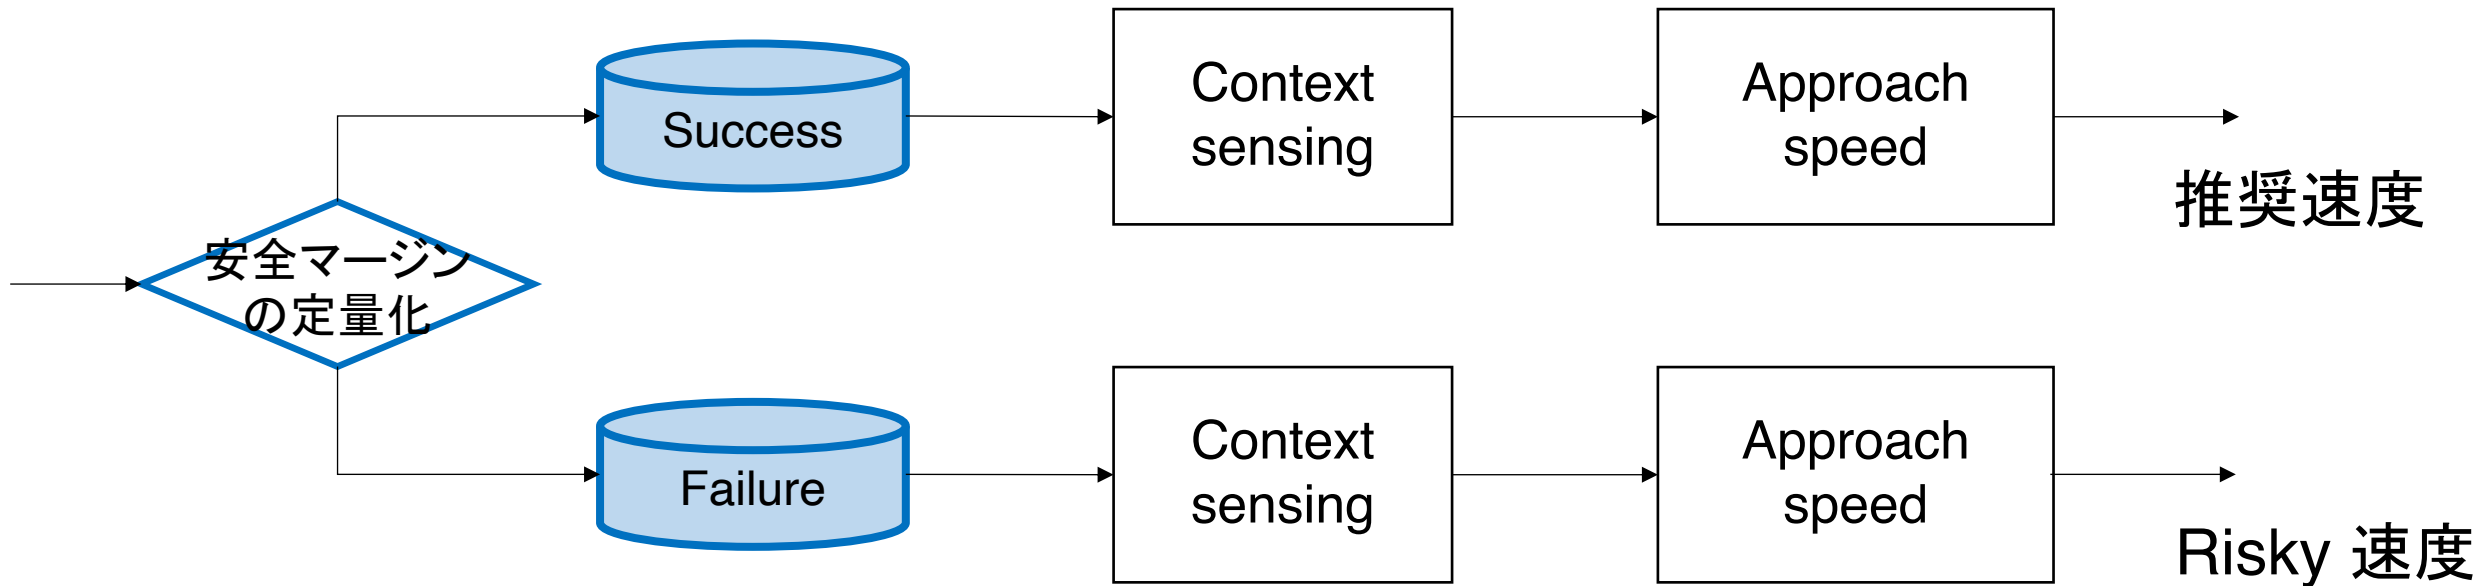 Success
Context
sensing
Approach
speed
推奨速度
安全マージン
の定量化
Failure
Context
sensing
Approach
speed
Risky 速度